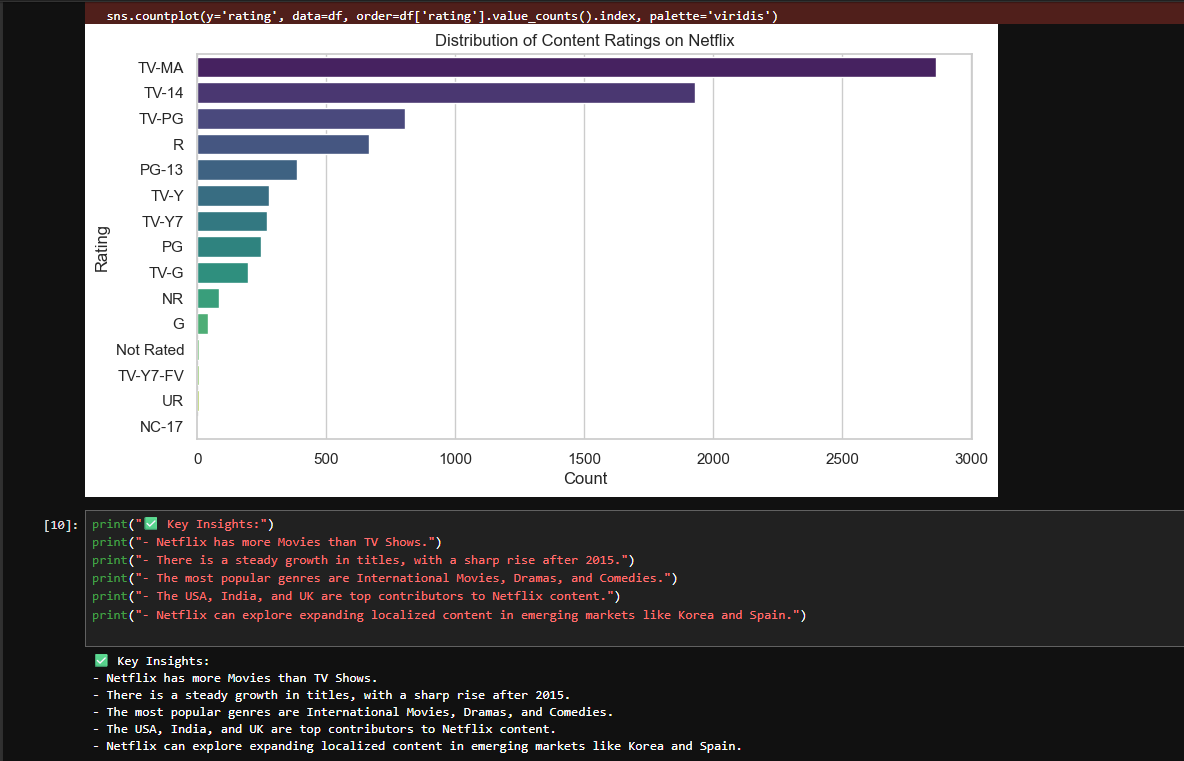 sns.countplot(y='rating', data=df, order=df['rating'].value_counts().index, palette='viridis')
Distribution of Content Ratings on Netflix
TV-MA
TV-14
TV-PG
R
PG-13
TV-Y
TV-Y7
PG
TV-G
NR
G
Not Rated
TV-Y7-FV
UR
NC-17
Rating
0 500 1000 1500 2000 2500 3000
Count
[10]: print("✅ Key Insights:")
print("- Netflix has more Movies than TV Shows.")
print("- There is a steady growth in titles, with a sharp rise after 2015.")
print("- The most popular genres are International Movies, Dramas, and Comedies.")
print("- The USA, India, and UK are top contributors to Netflix content.")
print("- Netflix can explore expanding localized content in emerging markets like Korea and Spain.")
✅ Key Insights:
- Netflix has more Movies than TV Shows.
- There is a steady growth in titles, with a sharp rise after 2015.
- The most popular genres are International Movies, Dramas, and Comedies.
- The USA, India, and UK are top contributors to Netflix content.
- Netflix can explore expanding localized content in emerging markets like Korea and Spain.